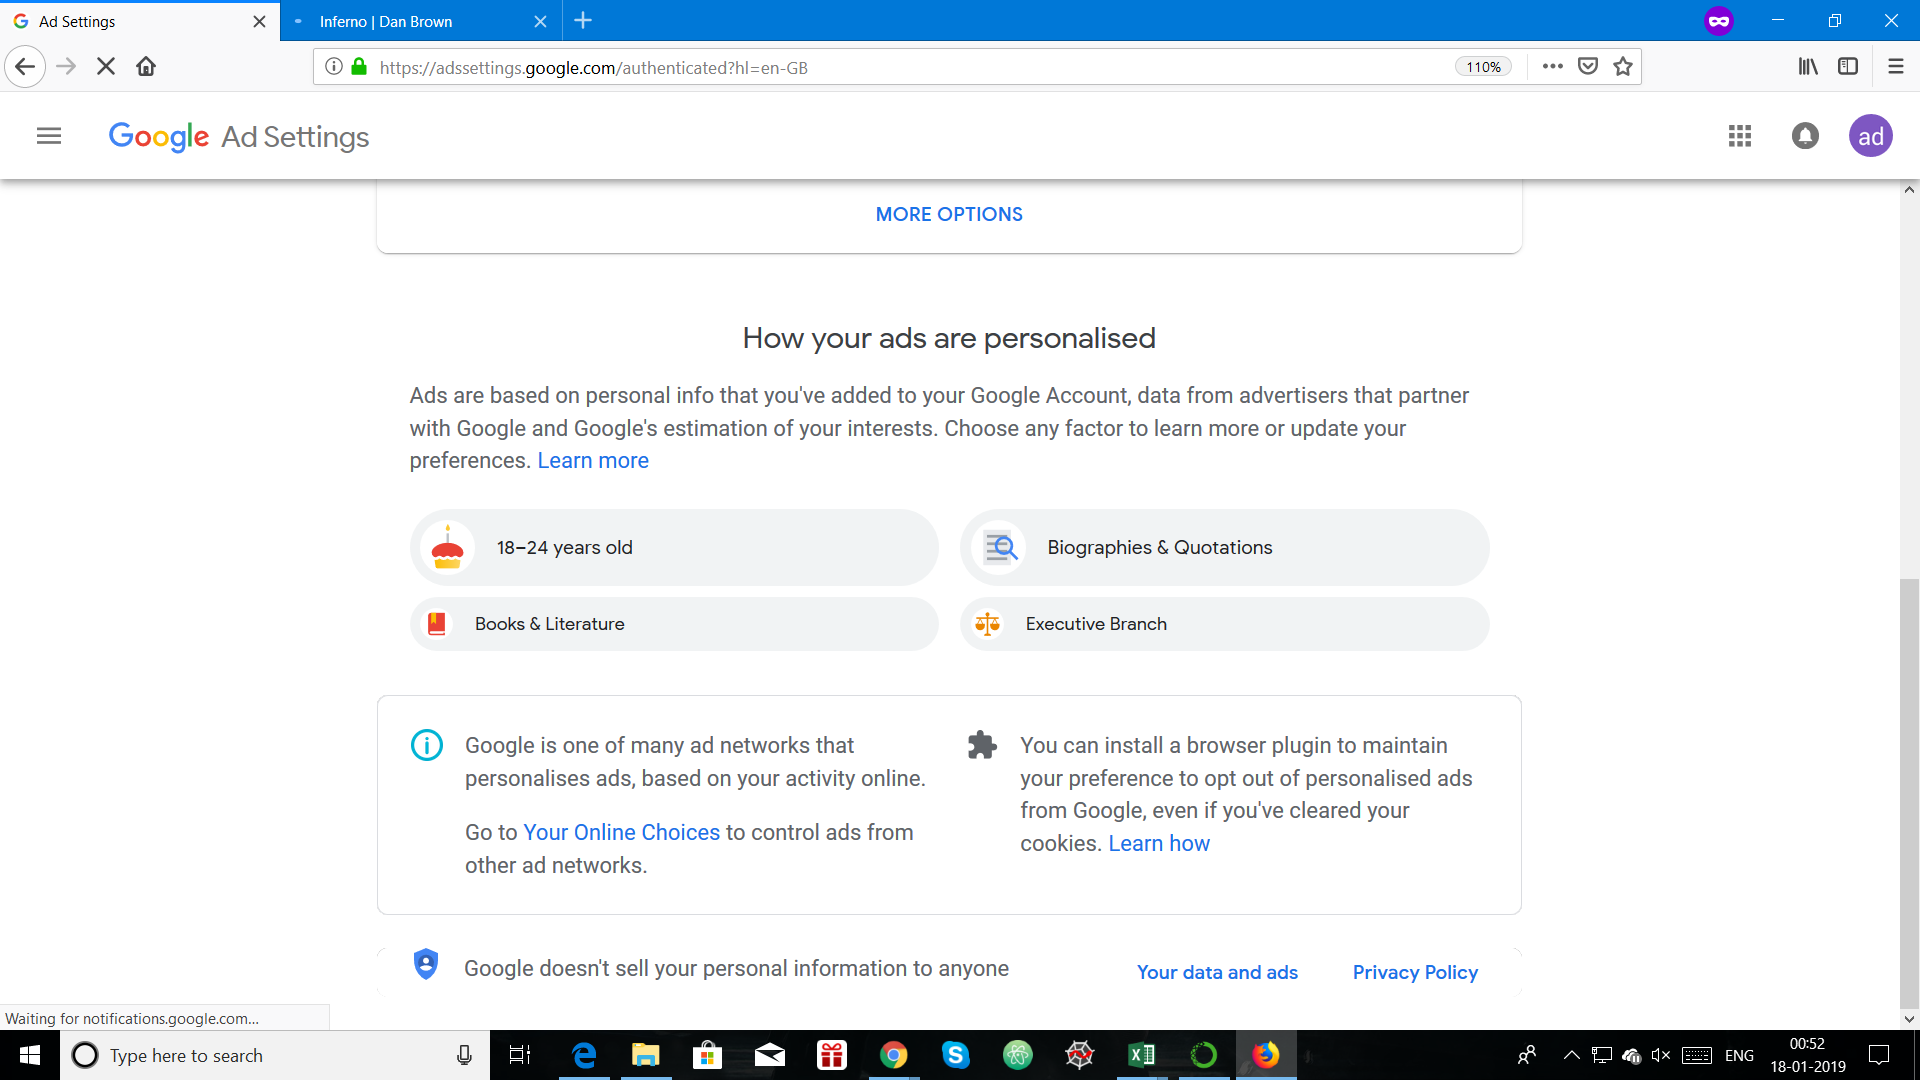 Ad Settings
Inferno | Dan Brown
https://adssettings.google.com/authenticated?hl=en-GB
110%
Google Ad Settings
ad
MORE OPTIONS
How your ads are personalised
Ads are based on personal info that you've added to your Google Account, data from advertisers that partner
with Google and Google's estimation of your interests. Choose any factor to learn more or update your
preferences. Learn more
18–24 years old
Biographies & Quotations
Books & Literature
Executive Branch
Google is one of many ad networks that
personalises ads, based on your activity online.
Go to Your Online Choices to control ads from
other ad networks.
You can install a browser plugin to maintain
your preference to opt out of personalised ads
from Google, even if you've cleared your
cookies. Learn how
Google doesn't sell your personal information to anyone
Your data and ads
Privacy Policy
Waiting for notifications.google.com...
Type here to search
ENG
00:52
18-01-2019